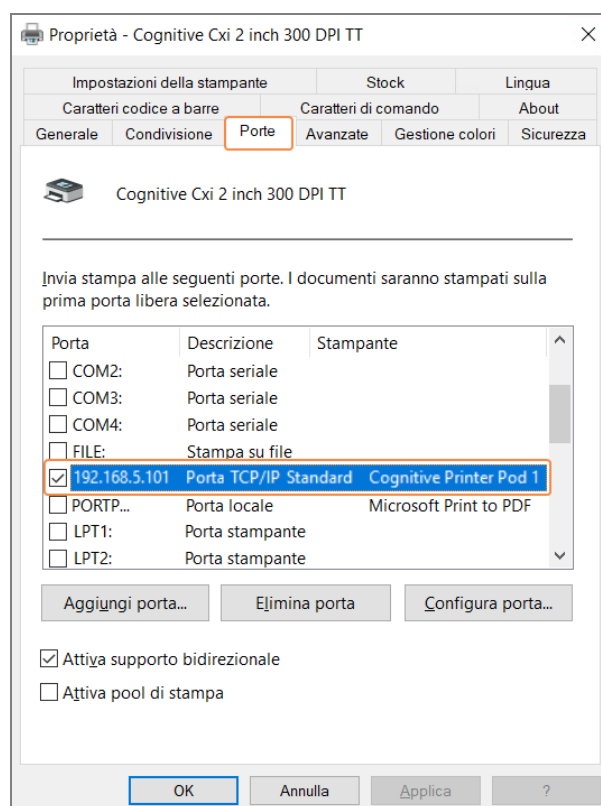 Proprietà - Cognitive Cxi 2 inch 300 DPI TT
Impostazioni della stampante Stock Lingua
Caratteri codice a barre Caratteri di comando About
Generale Condivisione Porte Avanzate Gestione colori Sicurezza
Cognitive Cxi 2 inch 300 DPI TT
Invia stampa alle seguenti porte. I documenti saranno stampati sulla
prima porta libera selezionata.
Porta Descrizione Stampante
COM2: Porta seriale
COM3: Porta seriale
COM4: Porta seriale
FILE: Stampa su file
192.168.5.101 Porta TCP/IP Standard Cognitive Printer Pod 1
PORTP... Porta locale Microsoft Print to PDF
LPT1: Porta stampante
LPT2: Porta stampante
Aggiungi porta... Elimina porta Configura porta...
Attiva supporto bidirezionale
Attiva pool di stampa
OK Annulla Applica ?